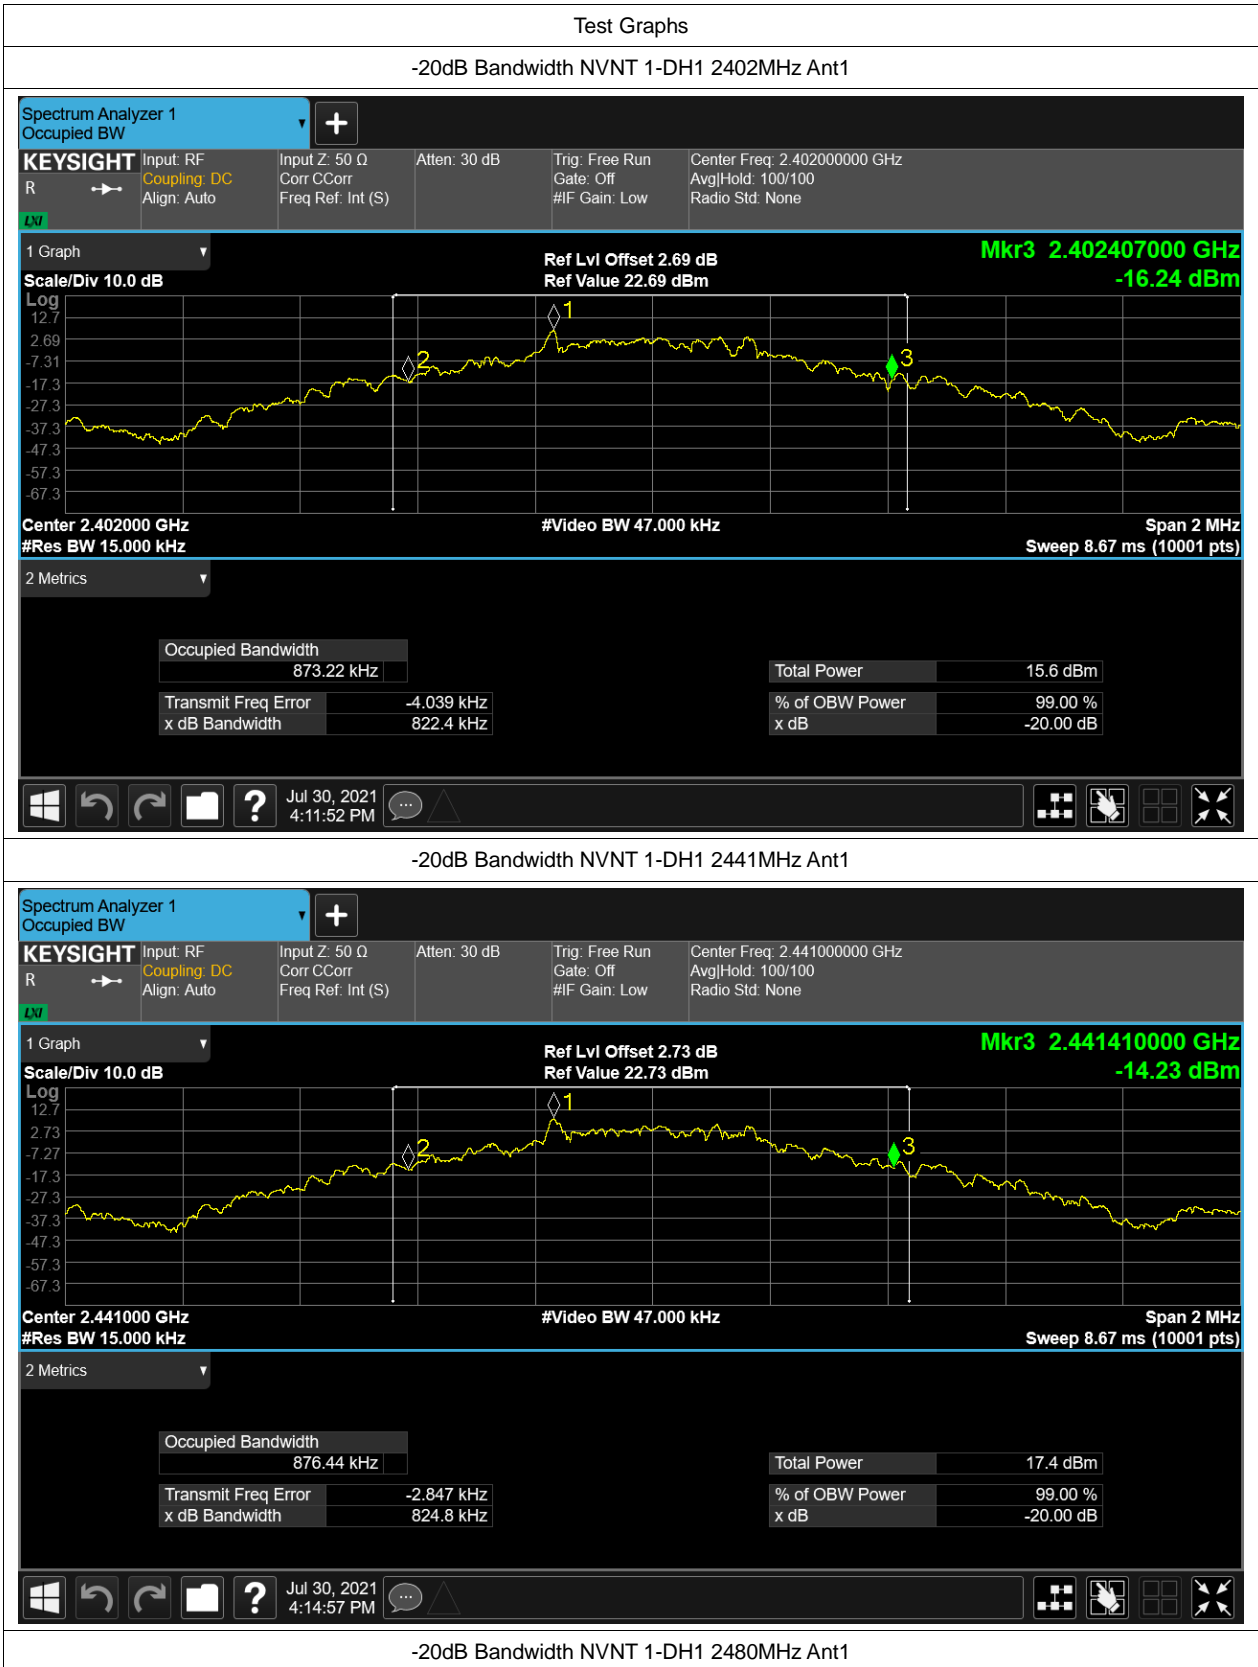 Test Graphs
-20dB Bandwidth NVNT 1-DH1 2402MHz Ant1
Spectrum Analyzer 1
Occupied BW
KEYSIGHT Input: RF Input Z: 50 Ω Atten: 30 dB Trig: Free Run Center Freq: 2.402000000 GHz
R Coupling: DC Corr CCorr Gate: Off Avg|Hold: 100/100
Align: Auto Freq Ref: Int (S) #IF Gain: Low Radio Std: None
LXI
1 Graph Ref Lvl Offset 2.69 dB Mkr3 2.402407000 GHz
Scale/Div 10.0 dB Ref Value 22.69 dBm -16.24 dBm
Log
12.7 1
2.69
-7.31 2 3
-17.3
-27.3
-37.3
-47.3
-57.3
-67.3
Center 2.402000 GHz #Video BW 47.000 kHz Span 2 MHz
#Res BW 15.000 kHz Sweep 8.67 ms (10001 pts)
2 Metrics
Occupied Bandwidth
873.22 kHz Total Power 15.6 dBm
Transmit Freq Error -4.039 kHz % of OBW Power 99.00 %
x dB Bandwidth 822.4 kHz x dB -20.00 dB
? Jul 30, 2021
4:11:52 PM
-20dB Bandwidth NVNT 1-DH1 2441MHz Ant1
Spectrum Analyzer 1
Occupied BW
KEYSIGHT Input: RF Input Z: 50 Ω Atten: 30 dB Trig: Free Run Center Freq: 2.441000000 GHz
R Coupling: DC Corr CCorr Gate: Off Avg|Hold: 100/100
Align: Auto Freq Ref: Int (S) #IF Gain: Low Radio Std: None
LXI
1 Graph Ref Lvl Offset 2.73 dB Mkr3 2.441410000 GHz
Scale/Div 10.0 dB Ref Value 22.73 dBm -14.23 dBm
Log
12.7 1
2.73
-7.27 2 3
-17.3
-27.3
-37.3
-47.3
-57.3
-67.3
Center 2.441000 GHz #Video BW 47.000 kHz Span 2 MHz
#Res BW 15.000 kHz Sweep 8.67 ms (10001 pts)
2 Metrics
Occupied Bandwidth
876.44 kHz Total Power 17.4 dBm
Transmit Freq Error -2.847 kHz % of OBW Power 99.00 %
x dB Bandwidth 824.8 kHz x dB -20.00 dB
? Jul 30, 2021
4:14:57 PM
-20dB Bandwidth NVNT 1-DH1 2480MHz Ant1